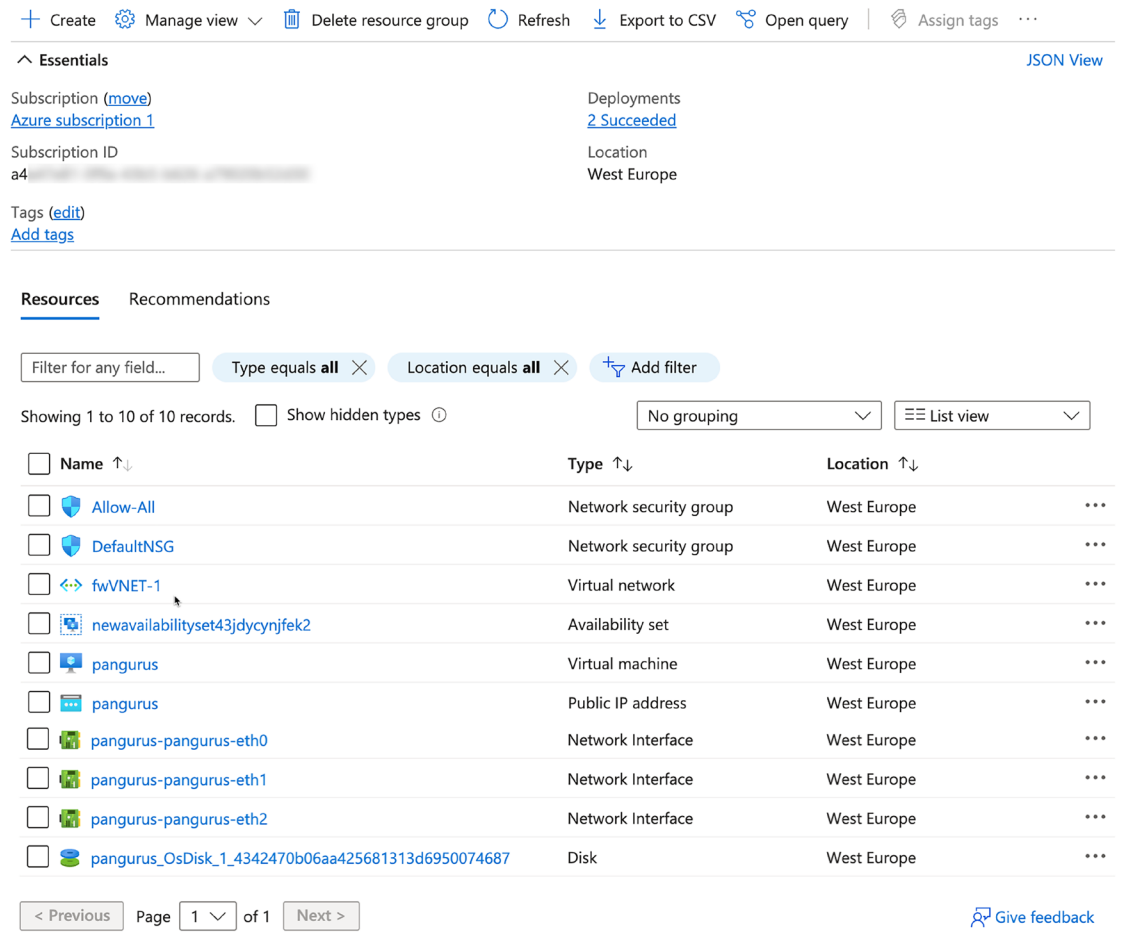 Create Manage view Delete resource group Refresh Export to CSV Open query Assign tags ...
Essentials JSON View
Subscription (move) Deployments
Azure subscription 1 2 Succeeded
Subscription ID Location
a4 West Europe
Tags (edit)
Add tags
Resources Recommendations
Filter for any field... Type equals all Location equals all Add filter
Showing 1 to 10 of 10 records. Show hidden types No grouping List view
Name Type Location
Allow-All Network security group West Europe
DefaultNSG Network security group West Europe
fwVNET-1 Virtual network West Europe
newavailabilityset43jdycynjfek2 Availability set West Europe
pangurus Virtual machine West Europe
pangurus Public IP address West Europe
pangurus-pangurus-eth0 Network Interface West Europe
pangurus-pangurus-eth1 Network Interface West Europe
pangurus-pangurus-eth2 Network Interface West Europe
pangurus_OsDisk_1_4342470b06aa425681313d6950074687 Disk West Europe
< Previous Page 1 of 1 Next > Give feedback